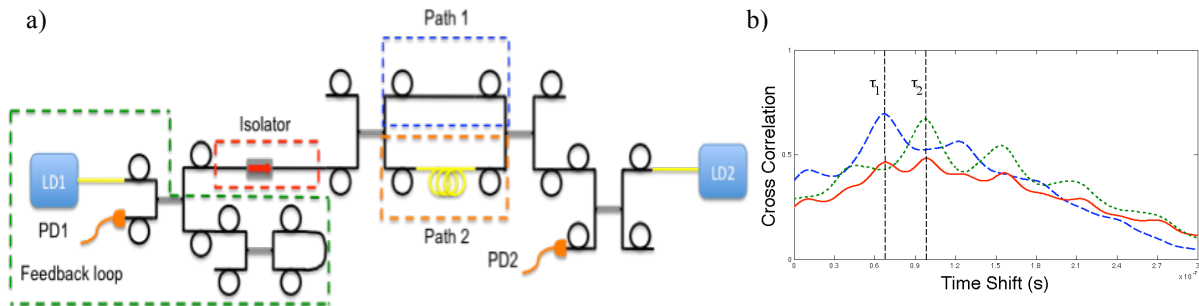 a)
Path 1
Isolator
LD1
PD1
Feedback loop
Path 2
PD2
LD2
b)
1
0.5
0
Cross Correlation
τ1
τ2
0 0.3 0.6 0.9 1.2 1.5 1.8 2.1 2.4 2.7 3
x 10^-7
Time Shift (s)